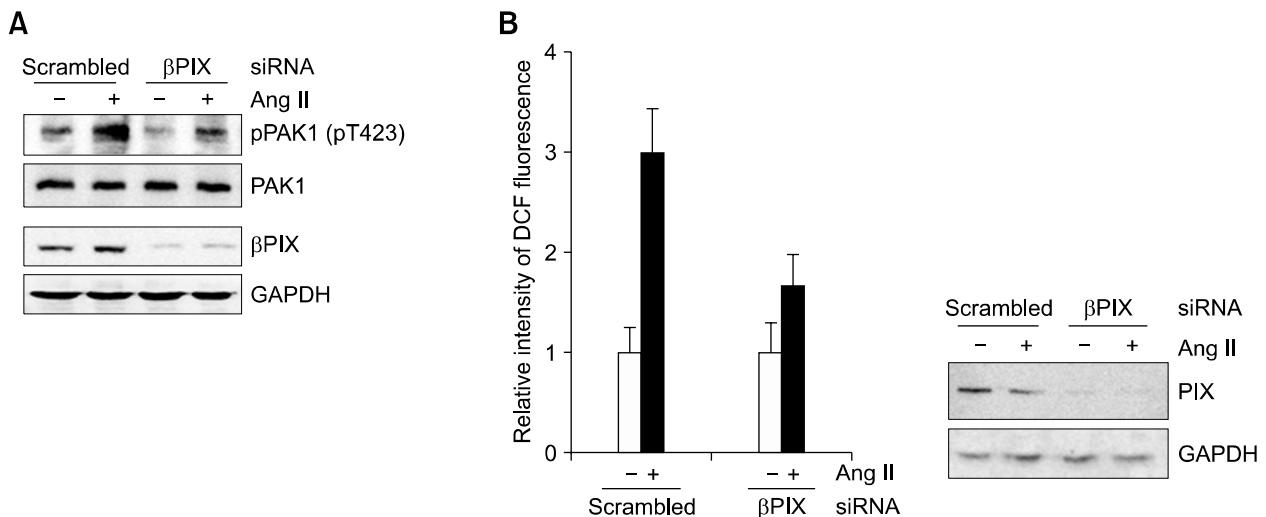 A
Scrambled βPIX siRNA
− + − + Ang II
pPAK1 (pT423)
PAK1
βPIX
GAPDH
B
Relative intensity of DCF fluorescence
4
3
2
1
0
− + − + Ang II
Scrambled βPIX siRNA
Scrambled βPIX siRNA
− + − + Ang II
PIX
GAPDH